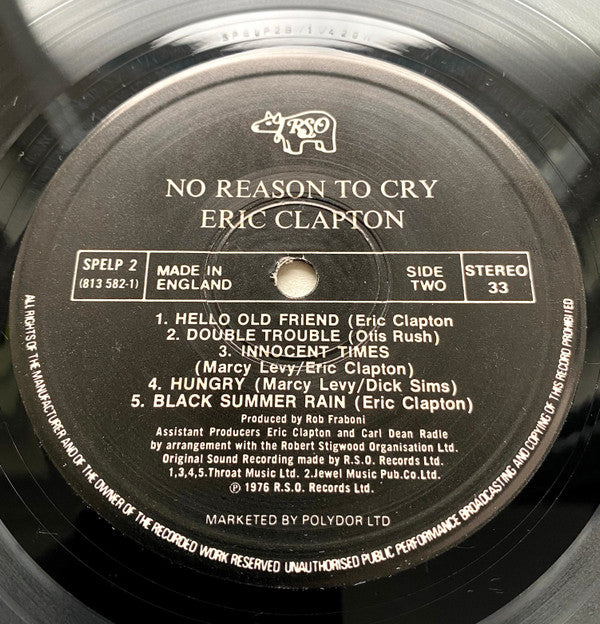 RSO
NO REASON TO CRY
ERIC CLAPTON
SPELP 2
(813 582-1)
MADE IN
ENGLAND
SIDE
TWO
STEREO
33
1. HELLO OLD FRIEND (Eric Clapton
2. DOUBLE TROUBLE (Otis Rush)
3. INNOCENT TIMES
(Marcy Levy/Eric Clapton)
4. HUNGRY (Marcy Levy/Dick Sims)
5. BLACK SUMMER RAIN (Eric Clapton)
Produced by Rob Fraboni
Assistant Producers Eric Clapton and Carl Dean Radle
by arrangement with the Robert Stigwood Organisation Ltd.
Original Sound Recording made by R.S.O. Records Ltd.
1,3,4,5.Throat Music Ltd. 2.Jewel Music Pub.Co.Ltd.
℗ 1976 R.S.O. Records Ltd.
MARKETED BY POLYDOR LTD
ALL RIGHTS OF THE MANUFACTURER AND OF THE OWNER OF THE RECORDED WORK RESERVED UNAUTHORISED PUBLIC PERFORMANCE BROADCASTING AND COPYING OF THIS RECORD PROHIBITED